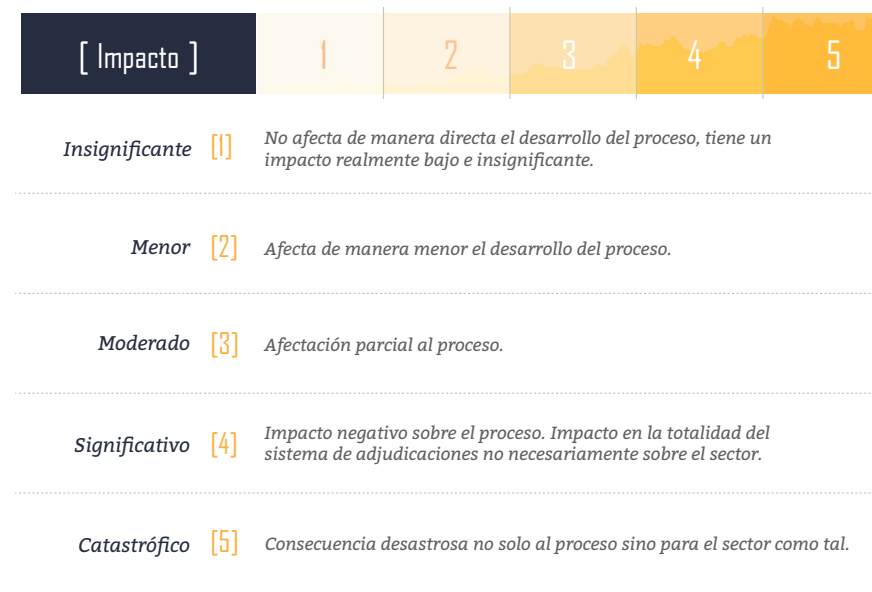 [ Impacto ] 1 2 3 4 5
Insignificante [1] No afecta de manera directa el desarrollo del proceso, tiene un
impacto realmente bajo e insignificante.
Menor [2] Afecta de manera menor el desarrollo del proceso.
Moderado [3] Afectación parcial al proceso.
Significativo [4] Impacto negativo sobre el proceso. Impacto en la totalidad del
sistema de adjudicaciones no necesariamente sobre el sector.
Catastrófico [5] Consecuencia desastrosa no solo al proceso sino para el sector como tal.